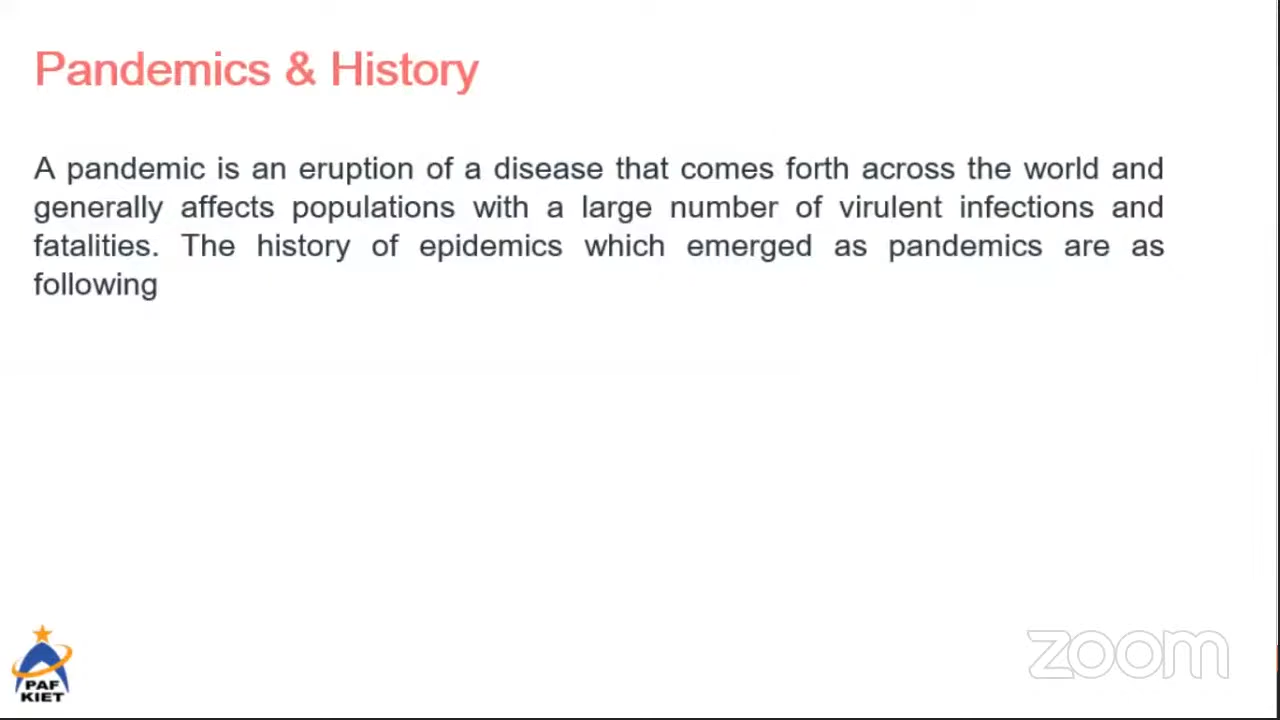 Pandemics & History
A pandemic is an eruption of a disease that comes forth across the world and
generally affects populations with a large number of virulent infections and
fatalities. The history of epidemics which emerged as pandemics are as
following
PAF
KIET
zoom